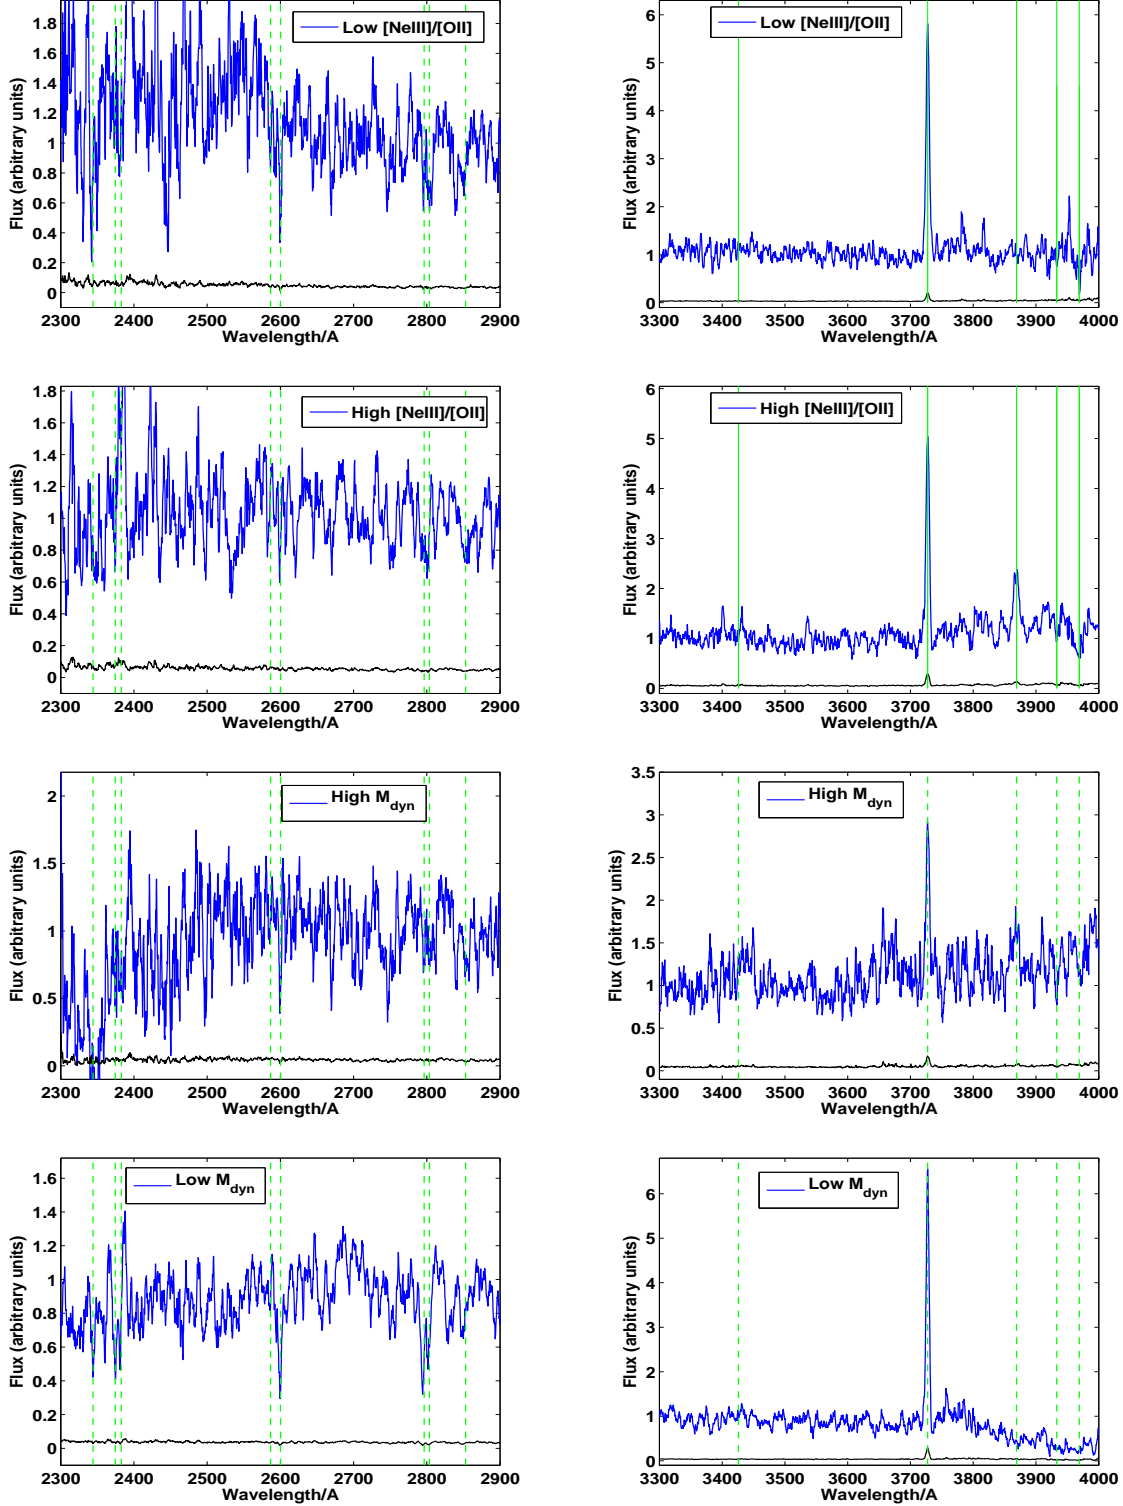 Flux (arbitrary units)
1.8
1.6
1.4
1.2
1
0.8
0.6
0.4
0.2
0
Low [NeIII]/[OII]
2300 2400 2500 2600 2700 2800 2900
Wavelength/A
Flux (arbitrary units)
6
5
4
3
2
1
0
Low [NeIII]/[OII]
3300 3400 3500 3600 3700 3800 3900 4000
Wavelength/A
Flux (arbitrary units)
1.8
1.6
1.4
1.2
1
0.8
0.6
0.4
0.2
0
High [NeIII]/[OII]
2300 2400 2500 2600 2700 2800 2900
Wavelength/A
Flux (arbitrary units)
6
5
4
3
2
1
0
High [NeIII]/[OII]
3300 3400 3500 3600 3700 3800 3900 4000
Wavelength/A
Flux (arbitrary units)
2
1.5
1
0.5
0
High Mdyn
2300 2400 2500 2600 2700 2800 2900
Wavelength/A
Flux (arbitrary units)
3.5
3
2.5
2
1.5
1
0.5
0
High Mdyn
3300 3400 3500 3600 3700 3800 3900 4000
Wavelength/A
Flux (arbitrary units)
1.6
1.4
1.2
1
0.8
0.6
0.4
0.2
0
Low Mdyn
2300 2400 2500 2600 2700 2800 2900
Wavelength/A
Flux (arbitrary units)
6
5
4
3
2
1
0
Low Mdyn
3300 3400 3500 3600 3700 3800 3900 4000
Wavelength/A